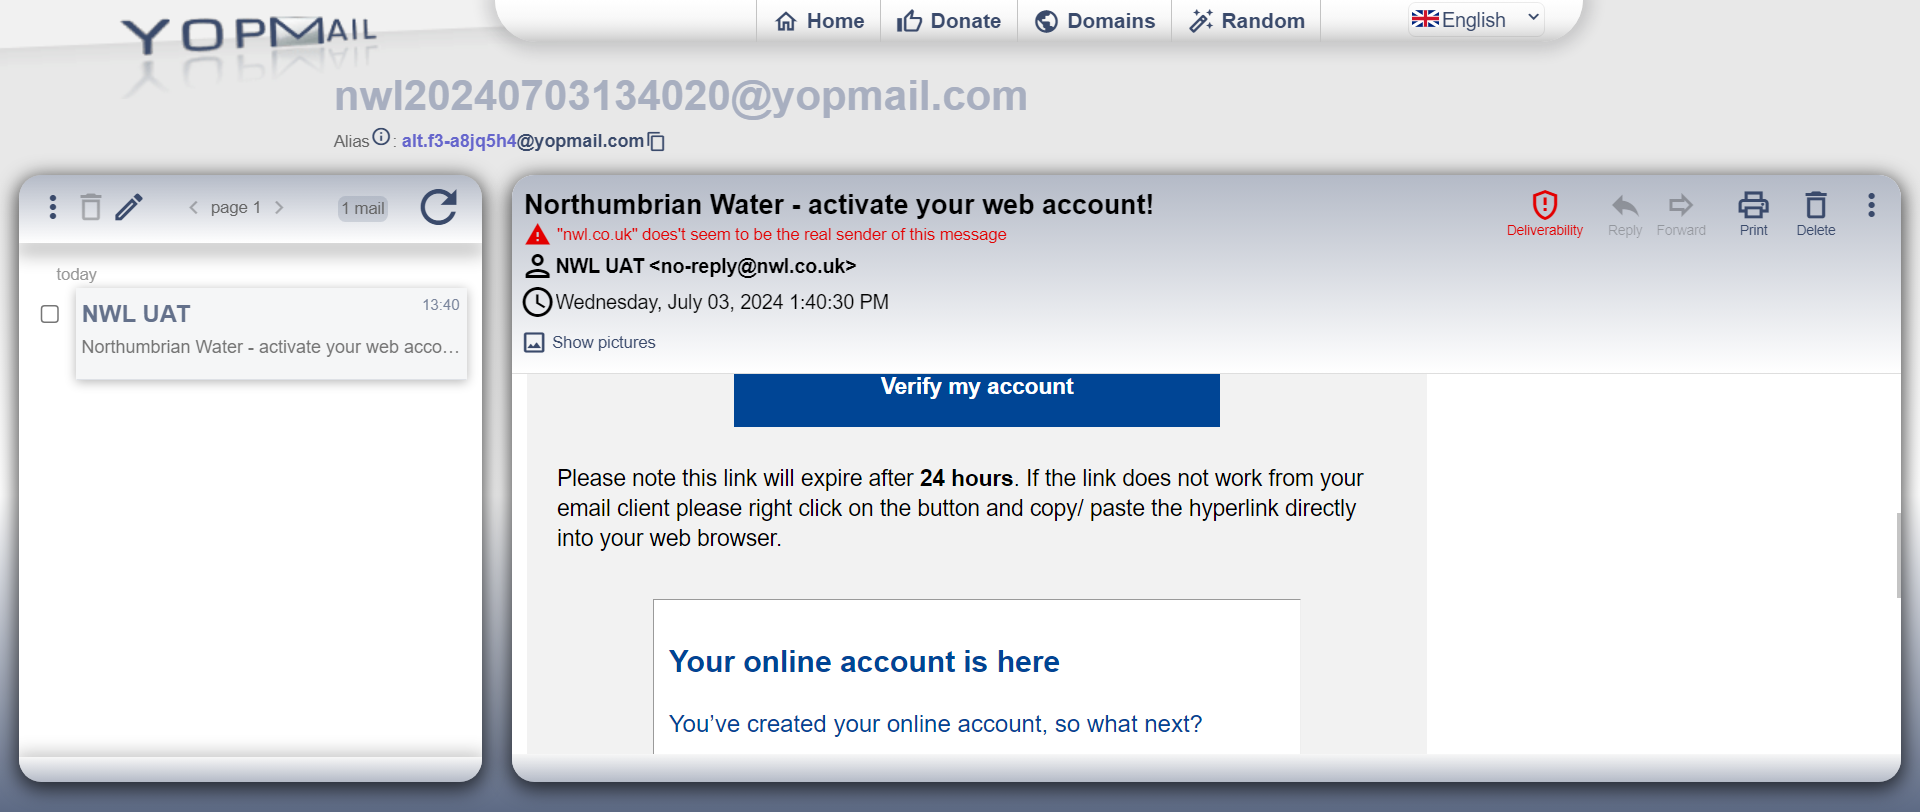 YOPMAIL
Home
Donate
Domains
Random
English
nwl20240703134020@yopmail.com
Alias : alt.f3-a8jq5h4@yopmail.com
page 1
1 mail
today
NWL UAT
13:40
Northumbrian Water - activate your web acco...
Northumbrian Water - activate your web account!
"nwl.co.uk" does't seem to be the real sender of this message
NWL UAT <no-reply@nwl.co.uk>
Wednesday, July 03, 2024 1:40:30 PM
Show pictures
Deliverability
Reply
Forward
Print
Delete
Verify my account
Please note this link will expire after 24 hours. If the link does not work from your
email client please right click on the button and copy/ paste the hyperlink directly
into your web browser.
Your online account is here
You’ve created your online account, so what next?